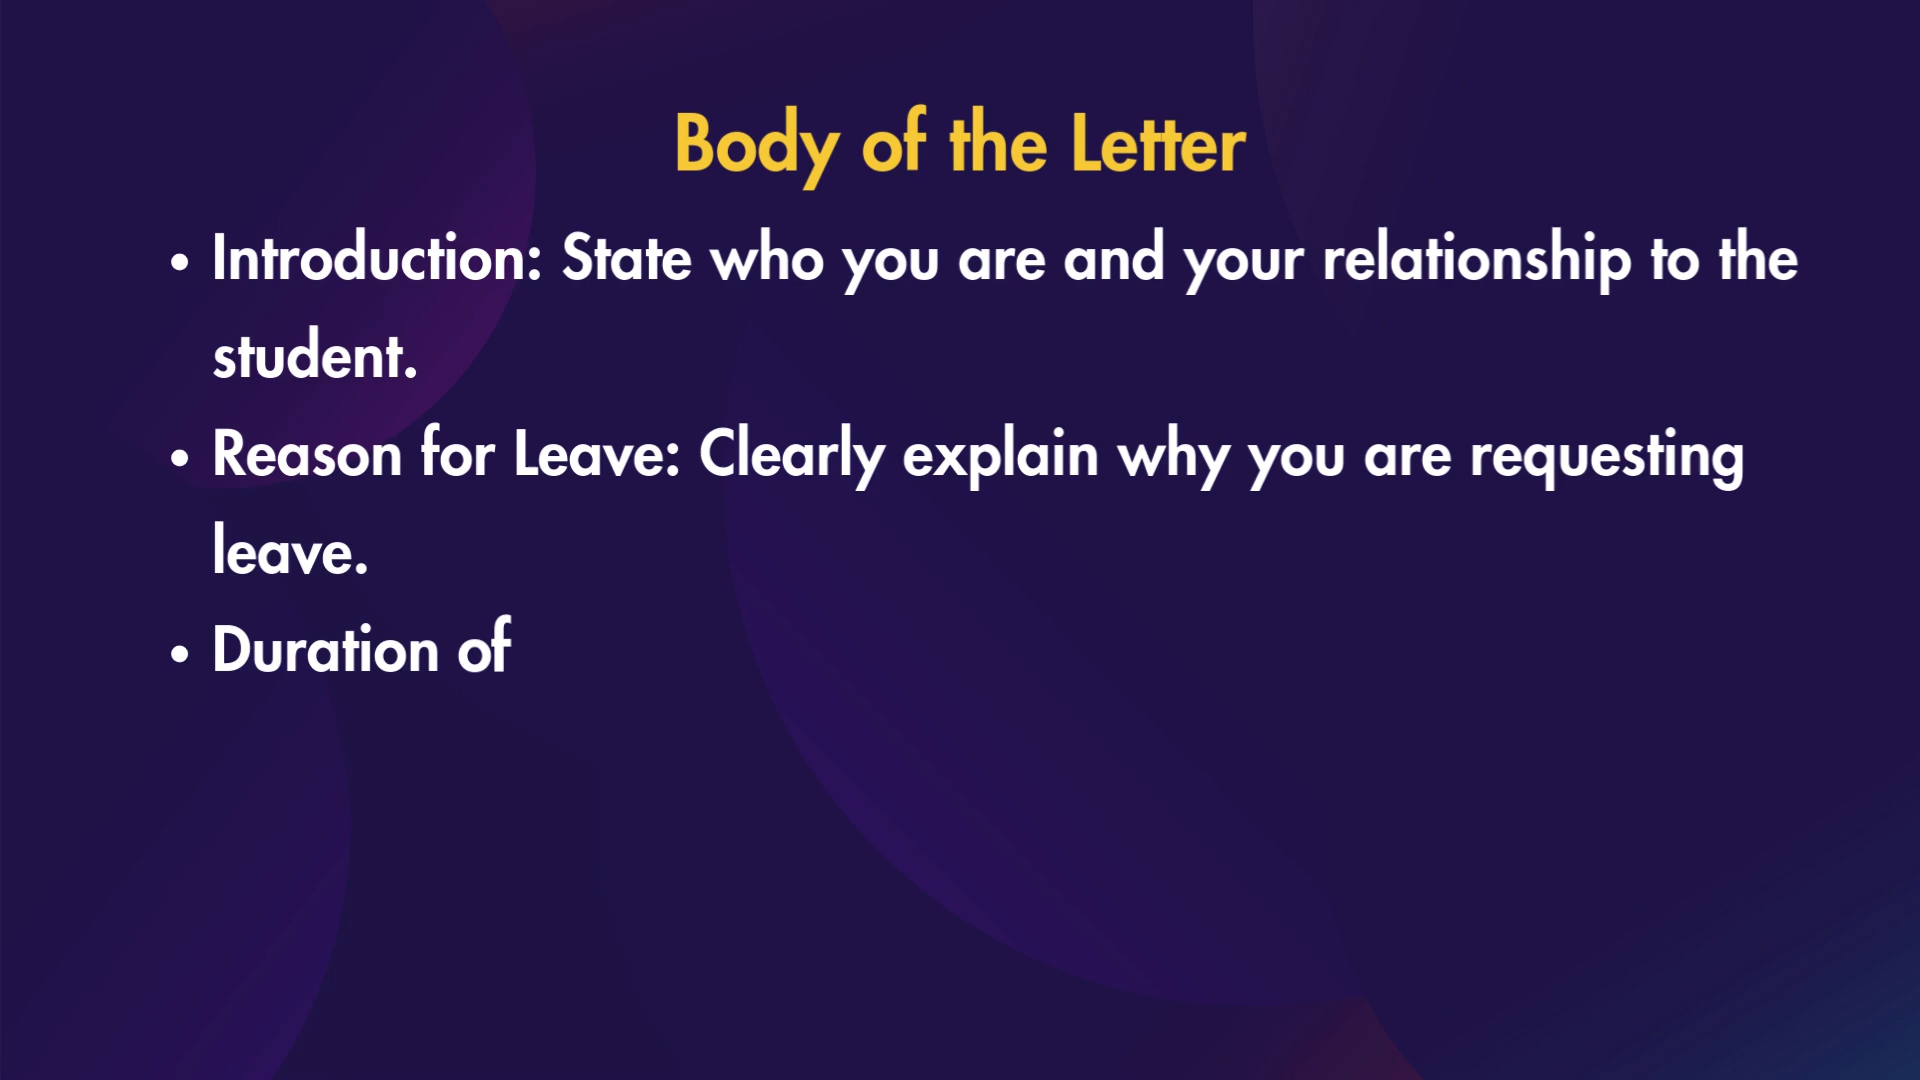 Body of the Letter
• Introduction: State who you are and your relationship to the
student.
• Reason for Leave: Clearly explain why you are requesting
leave.
• Duration of